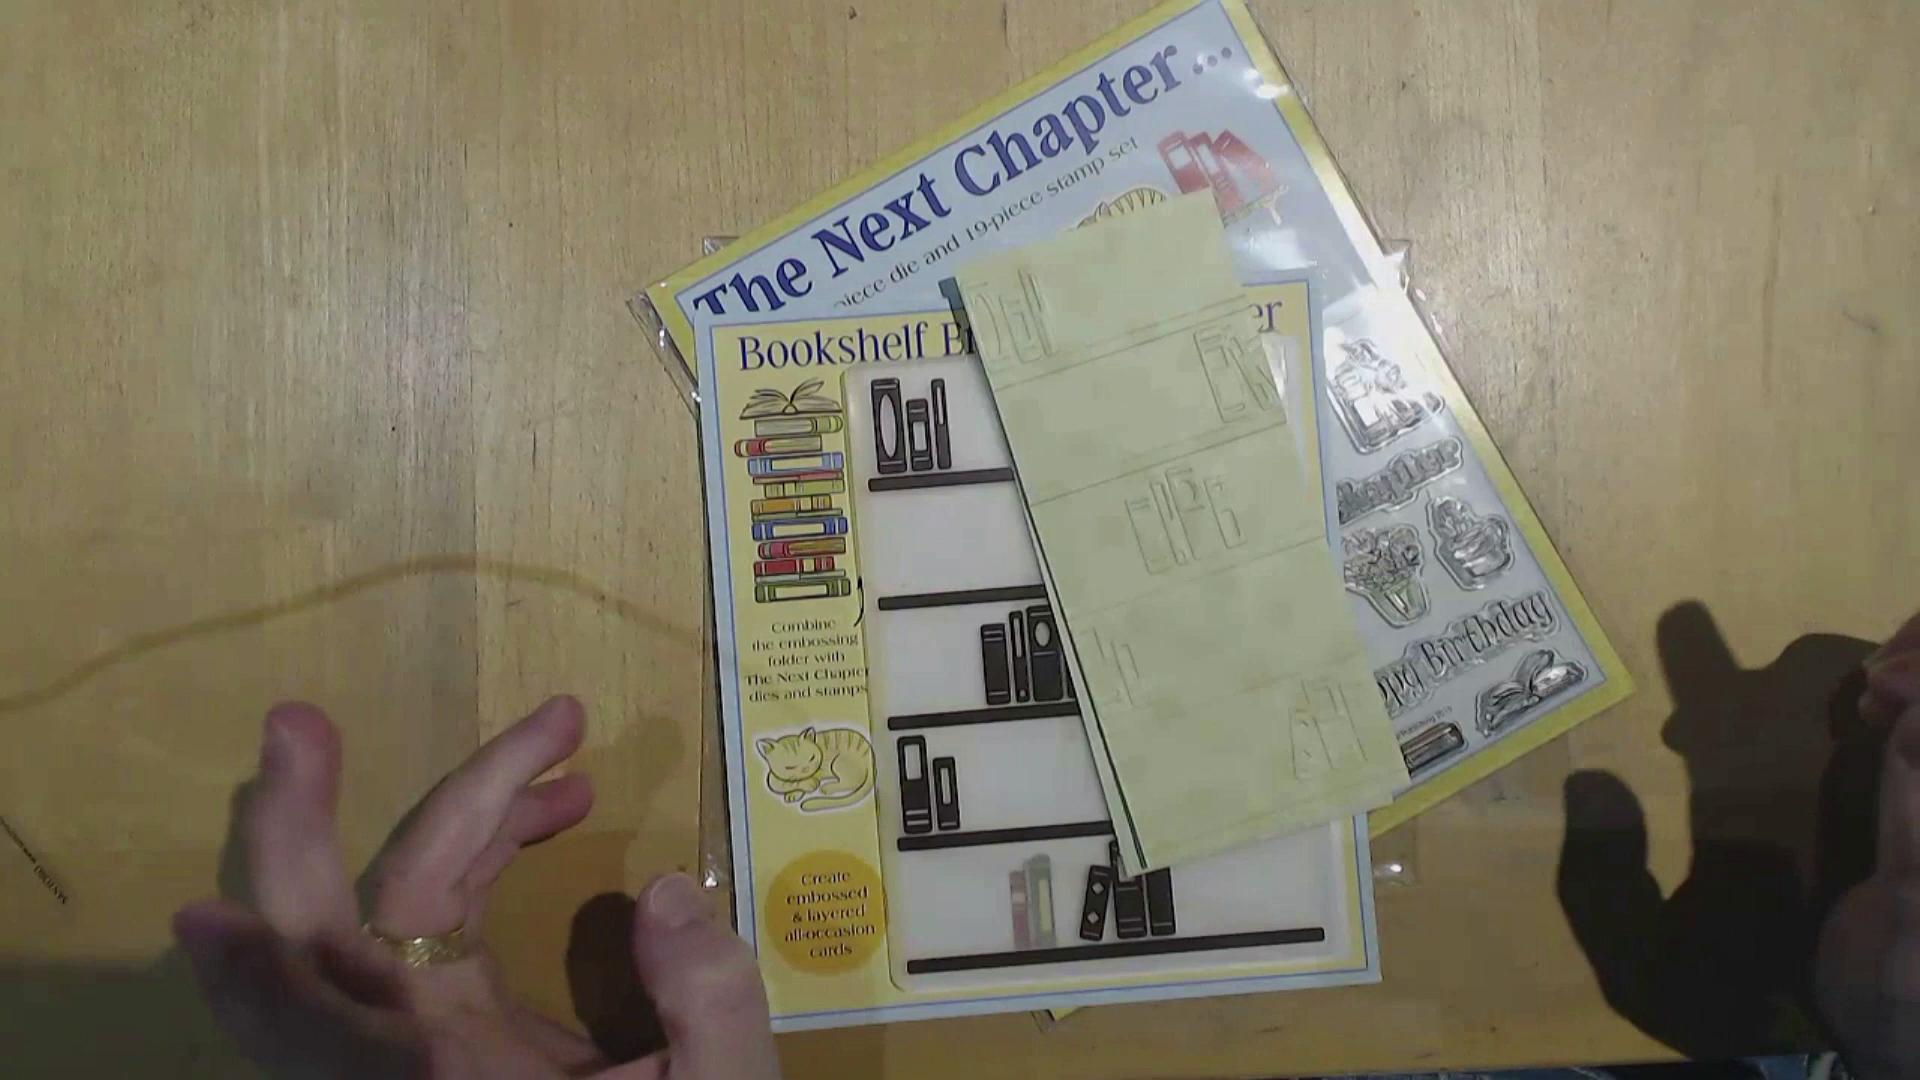 The Next Chapter...
piece die and 19-piece stamp set
Bookshelf
Combine
the embossing
folder with
The Next Chapter
dies and stamps
Create
embossed
& layered
all-occasion
cards
Chapter
Birthday